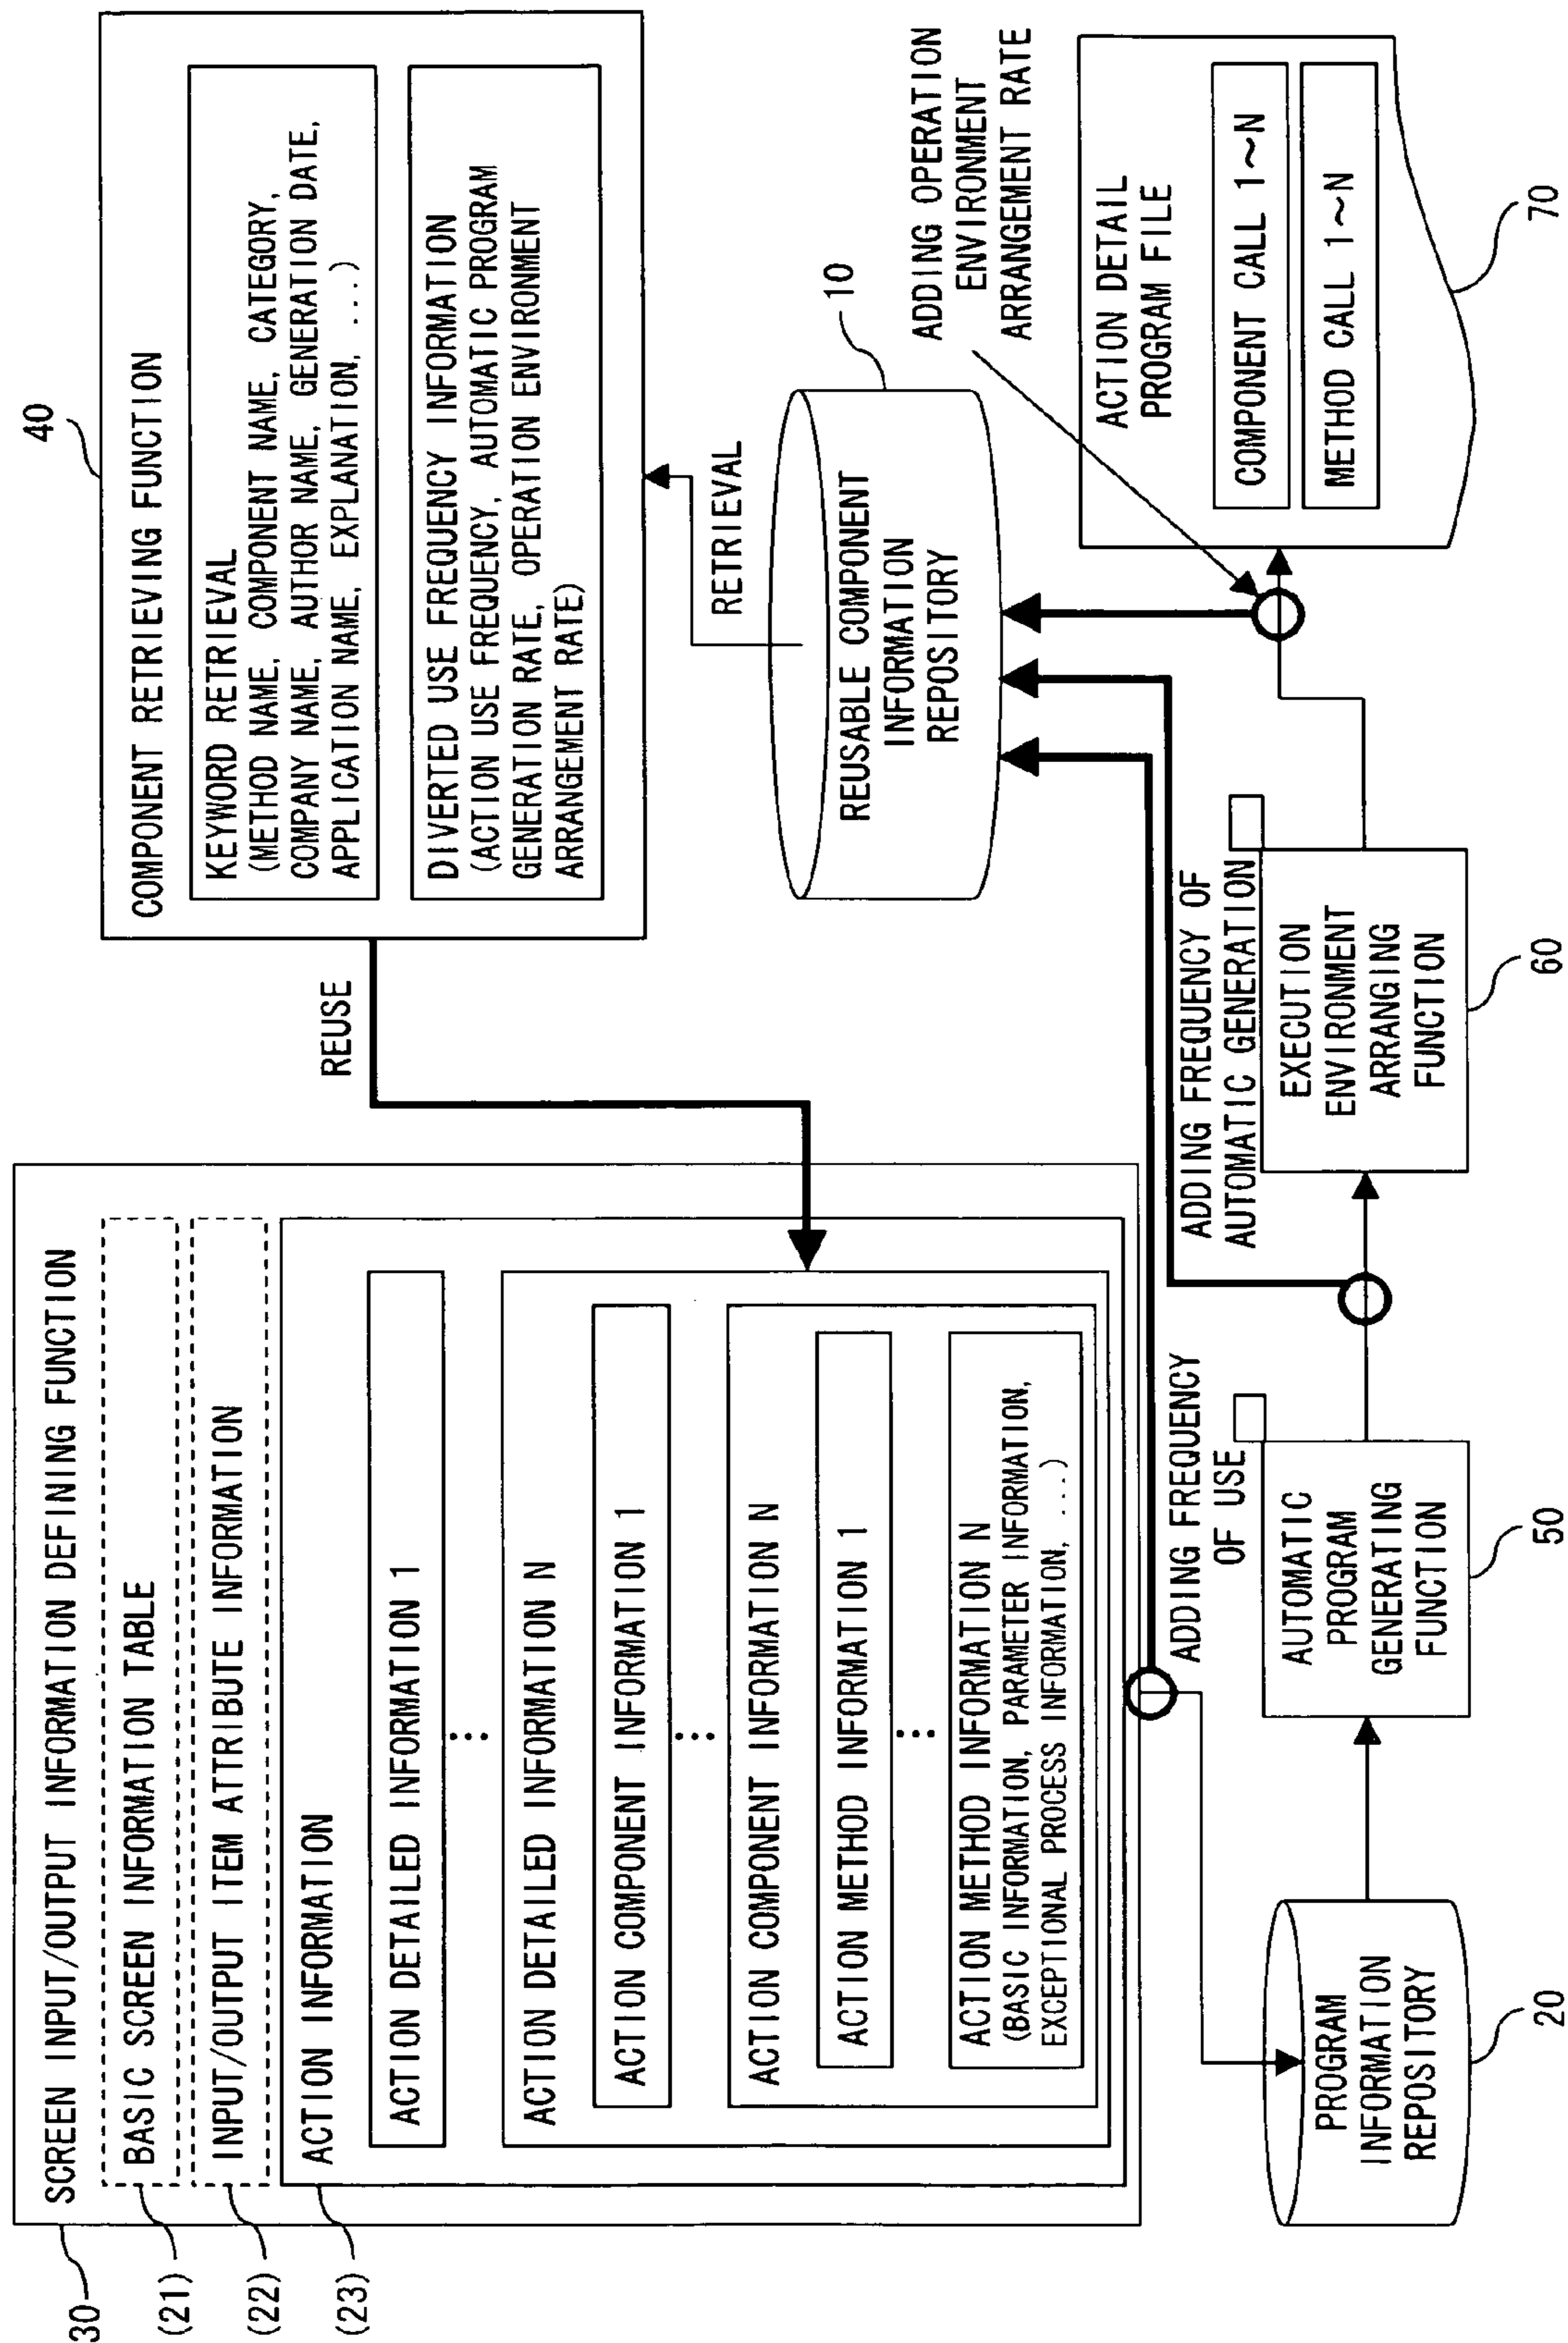 30
SCREEN INPUT/OUTPUT INFORMATION DEFINING FUNCTION
(21)
BASIC SCREEN INFORMATION TABLE
(22)
INPUT/OUTPUT ITEM ATTRIBUTE INFORMATION
(23)
ACTION INFORMATION
ACTION DETAILED INFORMATION 1
...
ACTION DETAILED INFORMATION N
ACTION COMPONENT INFORMATION 1
...
ACTION COMPONENT INFORMATION N
ACTION METHOD INFORMATION 1
...
ACTION METHOD INFORMATION N
(BASIC INFORMATION, PARAMETER INFORMATION,
EXCEPTIONAL PROCESS INFORMATION, ...)
REUSE
40
COMPONENT RETRIEVING FUNCTION
KEYWORD RETRIEVAL
(METHOD NAME, COMPONENT NAME, CATEGORY,
COMPANY NAME, AUTHOR NAME, GENERATION DATE,
APPLICATION NAME, EXPLANATION, ...)
DIVERTED USE FREQUENCY INFORMATION
(ACTION USE FREQUENCY, AUTOMATIC PROGRAM
GENERATION RATE, OPERATION ENVIRONMENT
ARRANGEMENT RATE)
RETRIEVAL
10
REUSABLE COMPONENT
INFORMATION
REPOSITORY
ADDING OPERATION
ENVIRONMENT
ARRANGEMENT RATE
ADDING FREQUENCY
OF USE
ADDING FREQUENCY OF
AUTOMATIC GENERATION
PROGRAM
INFORMATION
REPOSITORY
20
AUTOMATIC
PROGRAM
GENERATING
FUNCTION
50
EXECUTION
ENVIRONMENT
ARRANGING
FUNCTION
60
ACTION DETAIL
PROGRAM FILE
COMPONENT CALL 1~N
METHOD CALL 1~N
70